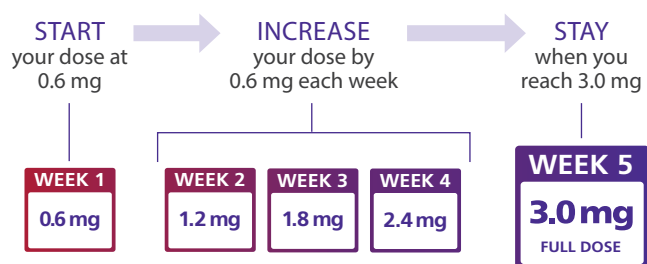 START
your dose at
0.6 mg
INCREASE
your dose by
0.6 mg each week
STAY
when you
reach 3.0 mg
WEEK 1
0.6 mg
WEEK 2
1.2 mg
WEEK 3
1.8 mg
WEEK 4
2.4 mg
WEEK 5
3.0 mg
FULL DOSE